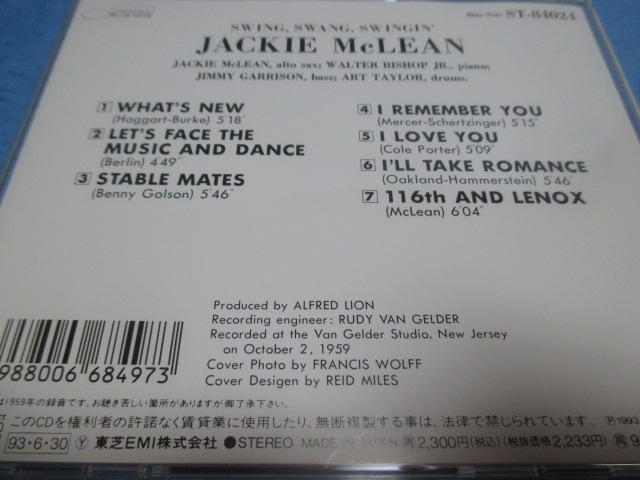 SWING, SWANG, SWINGIN'
Blue Note ST-84024
JACKIE McLEAN
JACKIE McLEAN, alto sax; WALTER BISHOP JR., piano;
JIMMY GARRISON, bass; ART TAYLOR, drums.
1 WHAT'S NEW
(Haggart-Burke) 5'18"
2 LET'S FACE THE
MUSIC AND DANCE
(Berlin) 4'49"
3 STABLE MATES
(Benny Golson) 5'46"
4 I REMEMBER YOU
(Mercer-Schertzinger) 5'15"
5 I LOVE YOU
(Cole Porter) 5'09"
6 I'LL TAKE ROMANCE
(Oakland-Hammerstein) 5'46"
7 116th AND LENOX
(McLean) 6'04"
Produced by ALFRED LION
Recording engineer: RUDY VAN GELDER
Recorded at the Van Gelder Studio, New Jersey
on October 2, 1959
Cover Photo by FRANCIS WOLFF
Cover Desigen by REID MILES
988006 684973
は1959年の録音です。お聴き苦しい箇所がありますが御了承下さい。
このCDを権利者の許諾なく賃貸業に使用したり、無断複製する事は、法律で禁じられています。
Ⓟ1993
93・6・30 Ⓨ 東芝EMI株式会社 ●STEREO MADE IN JAPAN 再 2,300円(税込) (税抜価格 2,233円) 再 9